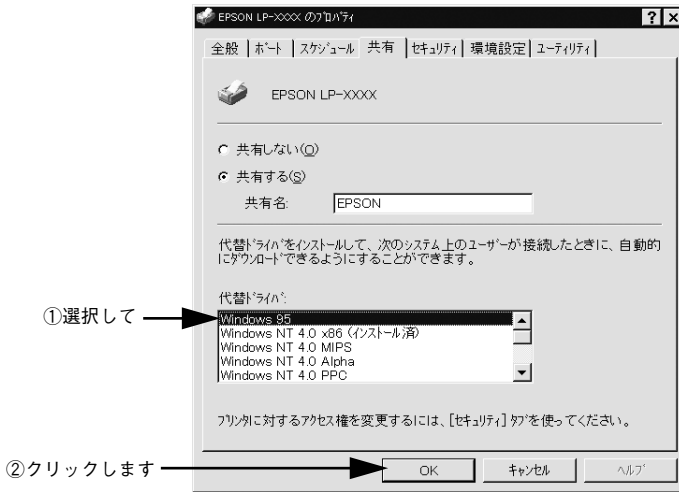 EPSON LP-XXXX のプロパティ
全般 ポート スケジュール 共有 セキュリティ 環境設定 ユーティリティ
EPSON LP-XXXX
共有しない(O)
共有する(S)
共有名: EPSON
代替ドライバをインストールして、次のシステム上のユーザーが接続したときに、自動的
にダウンロードできるようにすることができます。
代替ドライバ:
①選択して
Windows 95
Windows NT 4.0 x86 (インストール済)
Windows NT 4.0 MIPS
Windows NT 4.0 Alpha
Windows NT 4.0 PPC
プリンタに対するアクセス権を変更するには、[セキュリティ] タブを使ってください。
②クリックします
OK キャンセル ヘルプ